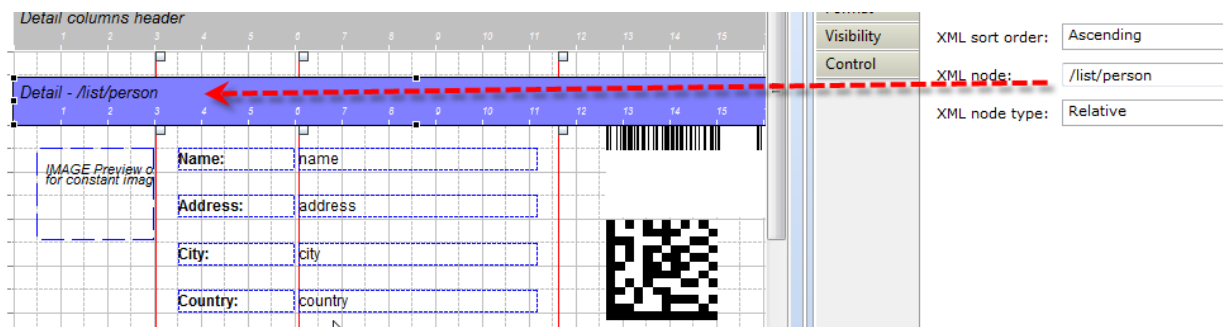 Detail columns header
1 2 3 4 5 6 7 8 9 10 11 12 13 14 15
Visibility
Control
XML sort order: Ascending
XML node: /list/person
XML node type: Relative
Detail - /list/person
1 2 3 4 5 6 7 8 9 10 11 12 13 14 15
IMAGE Preview o
for constant imag
Name: name
Address: address
City: city
Country: country